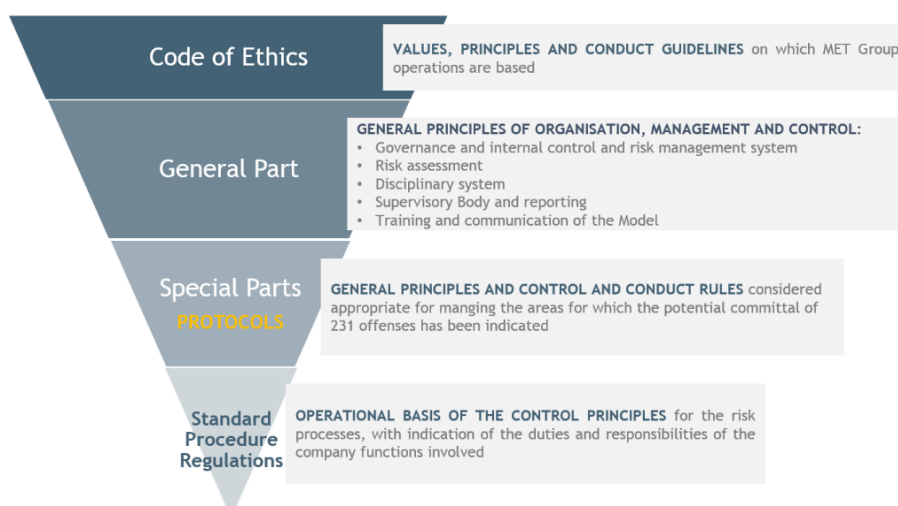 Code of Ethics
VALUES, PRINCIPLES AND CONDUCT GUIDELINES on which MET Group
operations are based
General Part
GENERAL PRINCIPLES OF ORGANISATION, MANAGEMENT AND CONTROL:
• Governance and internal control and risk management system
• Risk assessment
• Disciplinary system
• Supervisory Body and reporting
• Training and communication of the Model
Special Parts
PROTOCOLS
GENERAL PRINCIPLES AND CONTROL AND CONDUCT RULES considered
appropriate for manging the areas for which the potential committal of
231 offenses has been indicated
Standard
Procedure
Regulations
OPERATIONAL BASIS OF THE CONTROL PRINCIPLES for the risk
processes, with indication of the duties and responsibilities of the
company functions involved